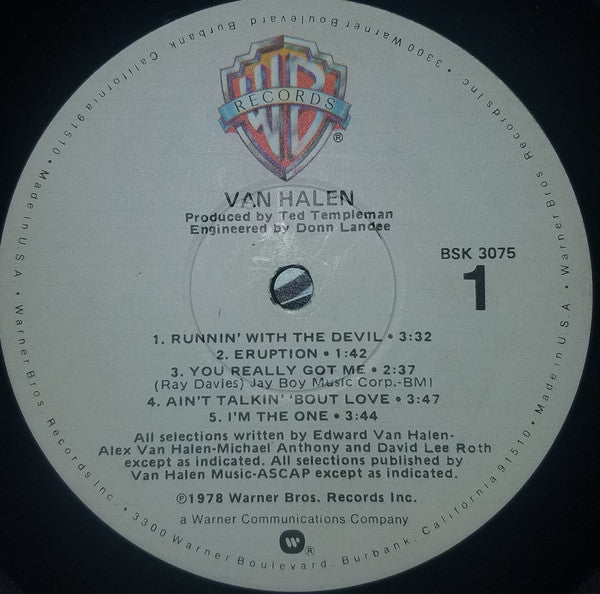 WB
RECORDS
®
VAN HALEN
Produced by Ted Templeman
Engineered by Donn Landee
BSK 3075
1
1. RUNNIN' WITH THE DEVIL • 3:32
2. ERUPTION • 1:42
3. YOU REALLY GOT ME • 2:37
(Ray Davies) Jay Boy Music Corp.-BMI
4. AIN'T TALKIN' 'BOUT LOVE • 3:47
5. I'M THE ONE • 3:44
All selections written by Edward Van Halen-
Alex Van Halen-Michael Anthony and David Lee Roth
except as indicated. All selections published by
Van Halen Music-ASCAP except as indicated.
℗1978 Warner Bros. Records Inc.
a Warner Communications Company
W®
Warner Bros. Records Inc. • 3300 Warner Boulevard, Burbank, California 91510 • Made in U.S.A. • Warner Bros. Records Inc. • 3300 Warner Boulevard, Burbank, California 91510 • Made in U.S.A. •